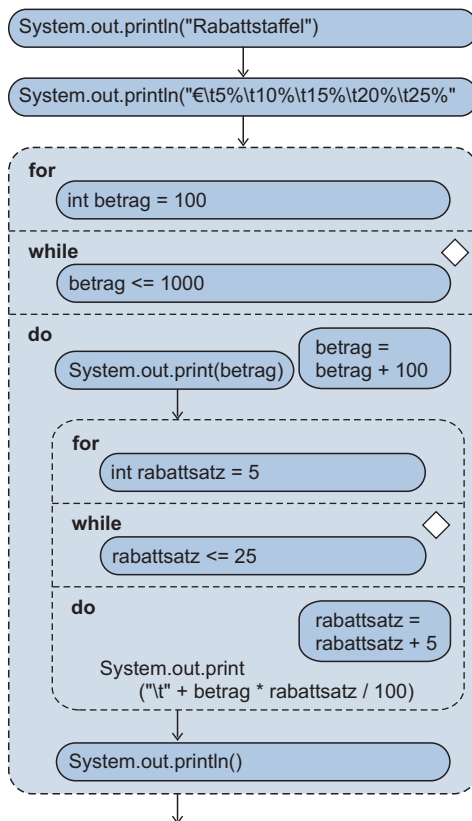 System.out.println("Rabattstaffel")
System.out.println("€\t5%\t10%\t15%\t20%\t25%"
for
int betrag = 100
while
betrag <= 1000
do
betrag =
betrag + 100
System.out.print(betrag)
for
int rabattsatz = 5
while
rabattsatz <= 25
do
rabattsatz =
rabattsatz + 5
System.out.print
("\t" + betrag * rabattsatz / 100)
System.out.println()